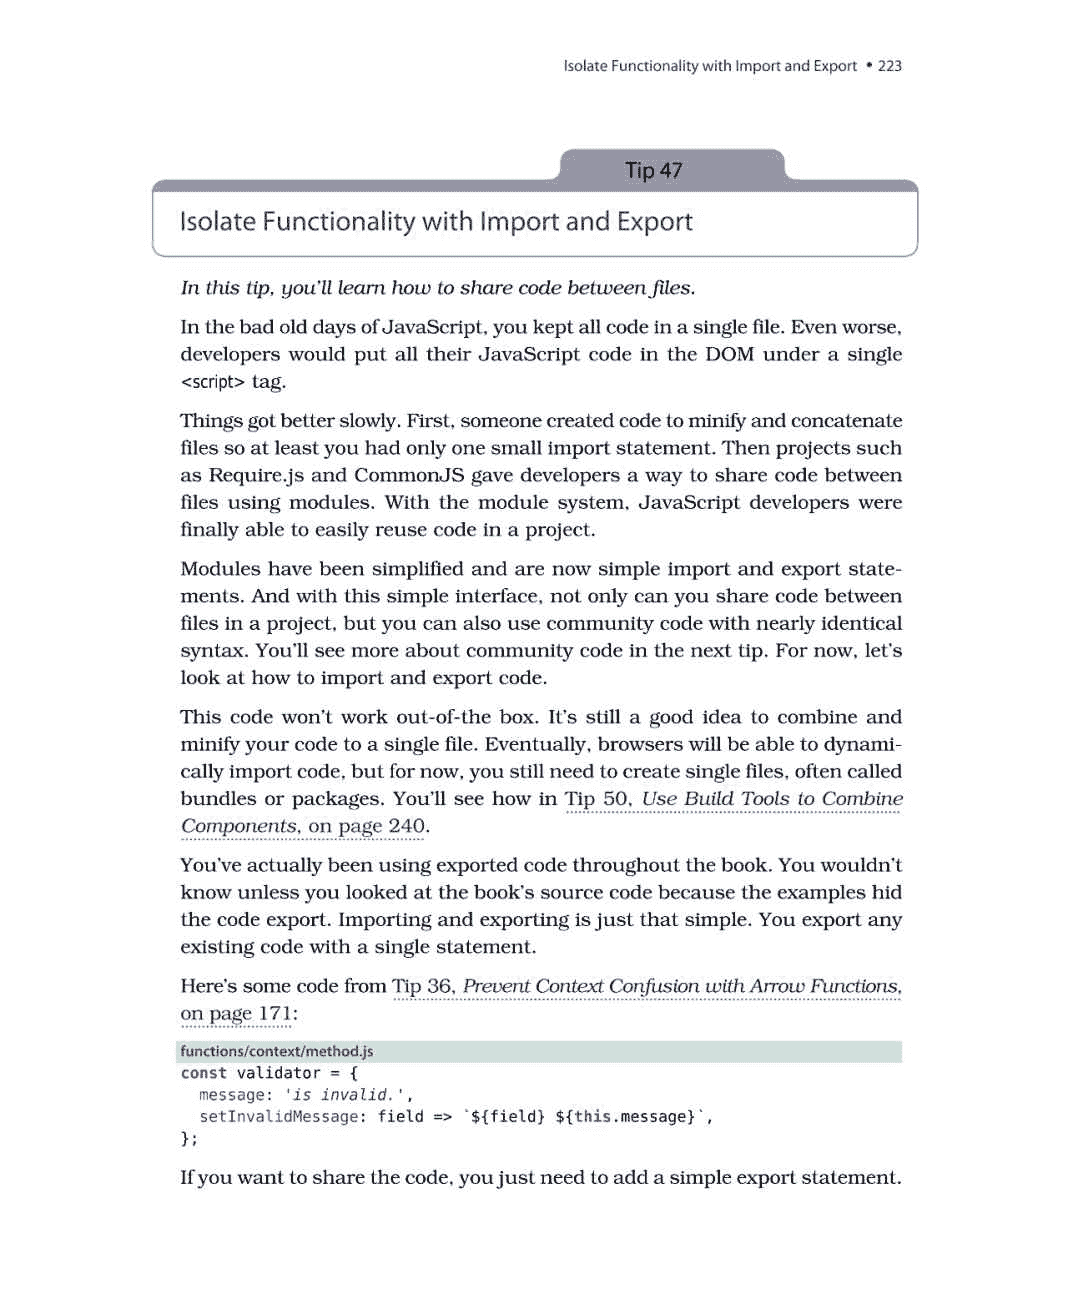 Isolate Functionality with Import and Export • 223
Tip 47
Isolate Functionality with Import and Export
In this tip, you'll learn how to share code between files.
In the bad old days of JavaScript, you kept all code in a single file. Even worse,
developers would put all their JavaScript code in the DOM under a single
<script> tag.
Things got better slowly. First, someone created code to minify and concatenate
files so at least you had only one small import statement. Then projects such
as Require.js and CommonJS gave developers a way to share code between
files using modules. With the module system, JavaScript developers were
finally able to easily reuse code in a project.
Modules have been simplified and are now simple import and export state-
ments. And with this simple interface, not only can you share code between
files in a project, but you can also use community code with nearly identical
syntax. You'll see more about community code in the next tip. For now, let's
look at how to import and export code.
This code won't work out-of-the box. It's still a good idea to combine and
minify your code to a single file. Eventually, browsers will be able to dynami-
cally import code, but for now, you still need to create single files, often called
bundles or packages. You'll see how in Tip 50, Use Build Tools to Combine
Components, on page 240.
You've actually been using exported code throughout the book. You wouldn't
know unless you looked at the book's source code because the examples hid
the code export. Importing and exporting is just that simple. You export any
existing code with a single statement.
Here's some code from Tip 36, Prevent Context Confusion with Arrow Functions,
on page 171:
functions/context/method.js
const validator = {
  message: 'is invalid.',
  setInvalidMessage: field => `${field} ${this.message}`,
};
If you want to share the code, you just need to add a simple export statement.